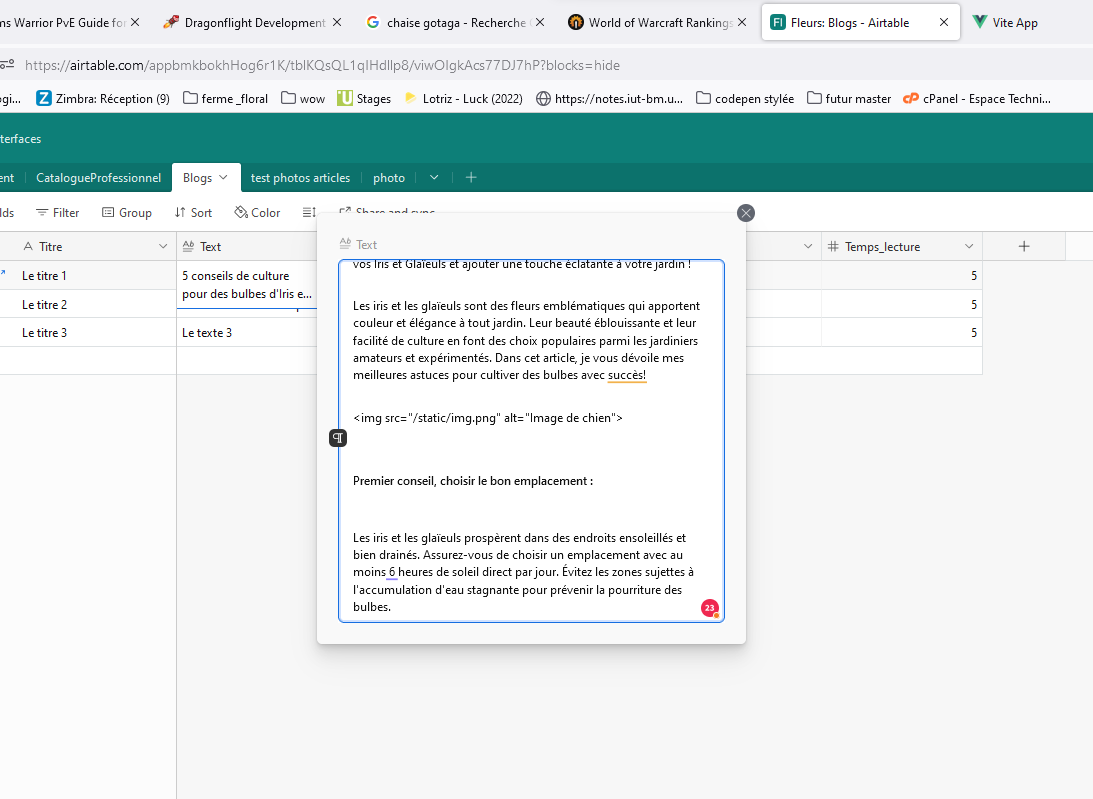 ms Warrior PvE Guide for
Dragonflight Development
chaise gotaga - Recherche
World of Warcraft Rankings
Fleurs: Blogs - Airtable
Vite App
https://airtable.com/appbmkbokhHog6r1K/tblKQsQL1qIHdllp8/viwOIgkAcs77DJ7hP?blocks=hide
ogi...
Zimbra: Réception (9)
ferme _floral
wow
Stages
Lotriz - Luck (2022)
https://notes.iut-bm.u...
codepen stylée
futur master
cPanel - Espace Techni...
terfaces
ent
CatalogueProfessionnel
Blogs
test photos articles
photo
lds
Filter
Group
Sort
Color
Share and sync
Titre
Text
Temps_lecture
Le titre 1
5 conseils de culture
pour des bulbes d'Iris e...
5
Le titre 2
5
Le titre 3
Le texte 3
5
Text
vos Iris et Glaïeuls et ajouter une touche éclatante à votre jardin !
Les iris et les glaïeuls sont des fleurs emblématiques qui apportent
couleur et élégance à tout jardin. Leur beauté éblouissante et leur
facilité de culture en font des choix populaires parmi les jardiniers
amateurs et expérimentés. Dans cet article, je vous dévoile mes
meilleures astuces pour cultiver des bulbes avec succès!
<img src="/static/img.png" alt="Image de chien">
Premier conseil, choisir le bon emplacement :
Les iris et les glaïeuls prospèrent dans des endroits ensoleillés et
bien drainés. Assurez-vous de choisir un emplacement avec au
moins 6 heures de soleil direct par jour. Évitez les zones sujettes à
l'accumulation d'eau stagnante pour prévenir la pourriture des
bulbes.
23